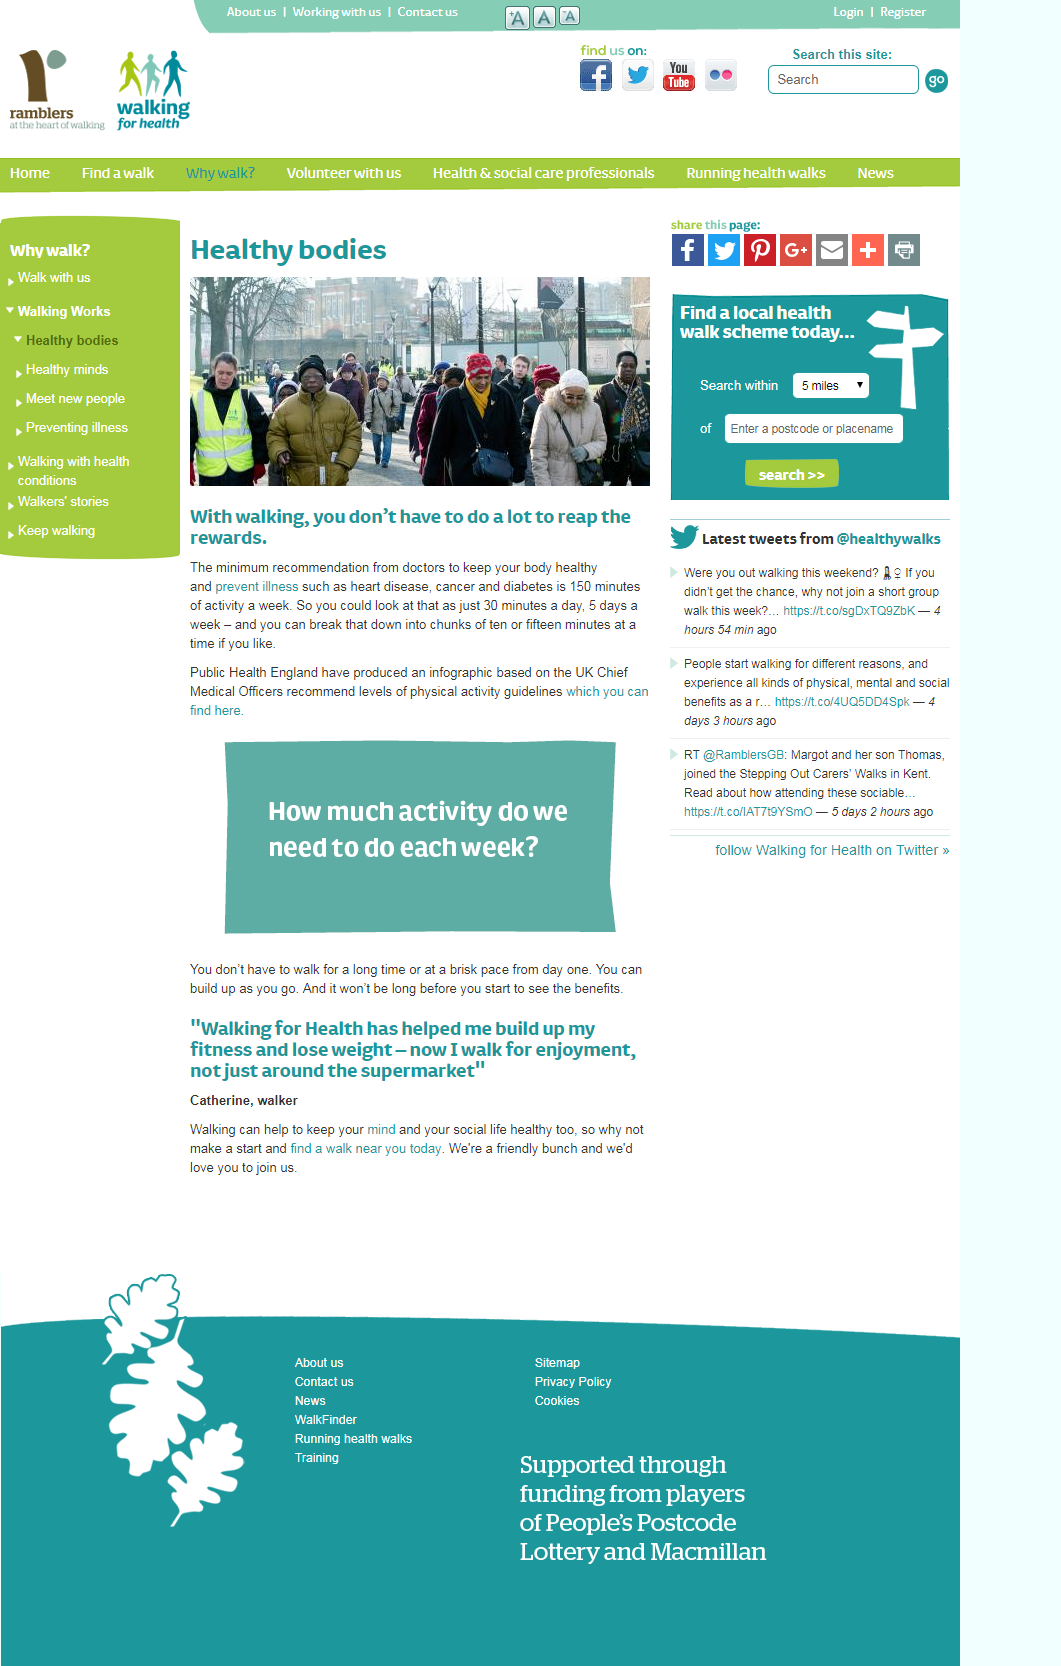 About us | Working with us | Contact us
+A A -A
Login | Register
ramblers
at the heart of walking
walking
for health
find us on:
f
You
Tube
Search this site:
Search
go
Home
Find a walk
Why walk?
Volunteer with us
Health & social care professionals
Running health walks
News
Why walk?
Walk with us
Walking Works
Healthy bodies
Healthy minds
Meet new people
Preventing illness
Walking with health
conditions
Walkers' stories
Keep walking
Healthy bodies
With walking, you don't have to do a lot to reap the
rewards.
The minimum recommendation from doctors to keep your body healthy
and prevent illness such as heart disease, cancer and diabetes is 150 minutes
of activity a week. So you could look at that as just 30 minutes a day, 5 days a
week – and you can break that down into chunks of ten or fifteen minutes at a
time if you like.
Public Health England have produced an infographic based on the UK Chief
Medical Officers recommend levels of physical activity guidelines which you can
find here.
How much activity do we
need to do each week?
You don't have to walk for a long time or at a brisk pace from day one. You can
build up as you go. And it won't be long before you start to see the benefits.
"Walking for Health has helped me build up my
fitness and lose weight – now I walk for enjoyment,
not just around the supermarket"
Catherine, walker
Walking can help to keep your mind and your social life healthy too, so why not
make a start and find a walk near you today. We're a friendly bunch and we'd
love you to join us.
share this page:
f G+
Find a local health
walk scheme today...
Search within 5 miles
of Enter a postcode or placename
search >>
Latest tweets from @healthywalks
Were you out walking this weekend? 🚶‍♀ If you
didn't get the chance, why not join a short group
walk this week?… https://t.co/sgDxTQ9ZbK — 4
hours 54 min ago
People start walking for different reasons, and
experience all kinds of physical, mental and social
benefits as a r… https://t.co/4UQ5DD4Spk — 4
days 3 hours ago
RT @RamblersGB: Margot and her son Thomas,
joined the Stepping Out Carers' Walks in Kent.
Read about how attending these sociable…
https://t.co/IAT7t9YSmO — 5 days 2 hours ago
follow Walking for Health on Twitter »
About us
Contact us
News
WalkFinder
Running health walks
Training
Sitemap
Privacy Policy
Cookies
Supported through
funding from players
of People's Postcode
Lottery and Macmillan